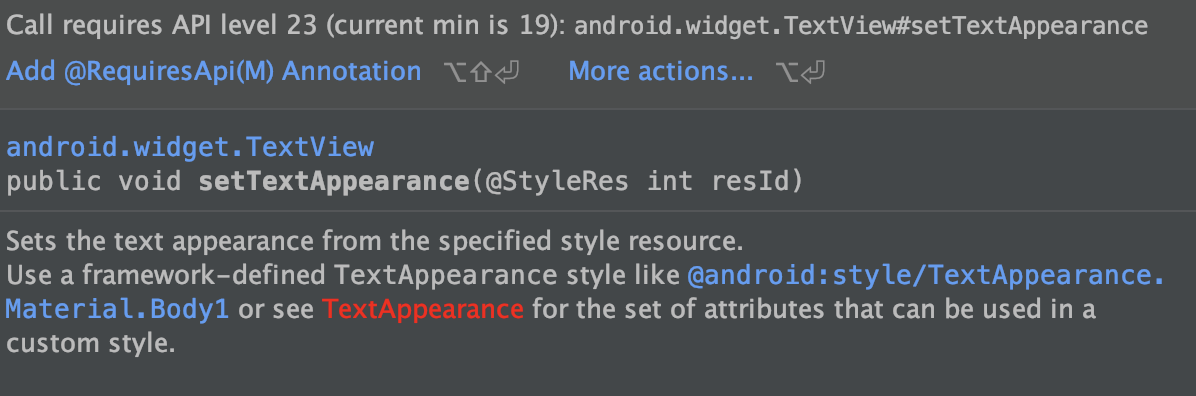 Call requires API level 23 (current min is 19): android.widget.TextView#setTextAppearance
Add @RequiresApi(M) Annotation ⌥⇧⏎ More actions... ⌥⏎
android.widget.TextView
public void setTextAppearance(@StyleRes int resId)
Sets the text appearance from the specified style resource.
Use a framework-defined TextAppearance style like @android:style/TextAppearance.
Material.Body1 or see TextAppearance for the set of attributes that can be used in a
custom style.